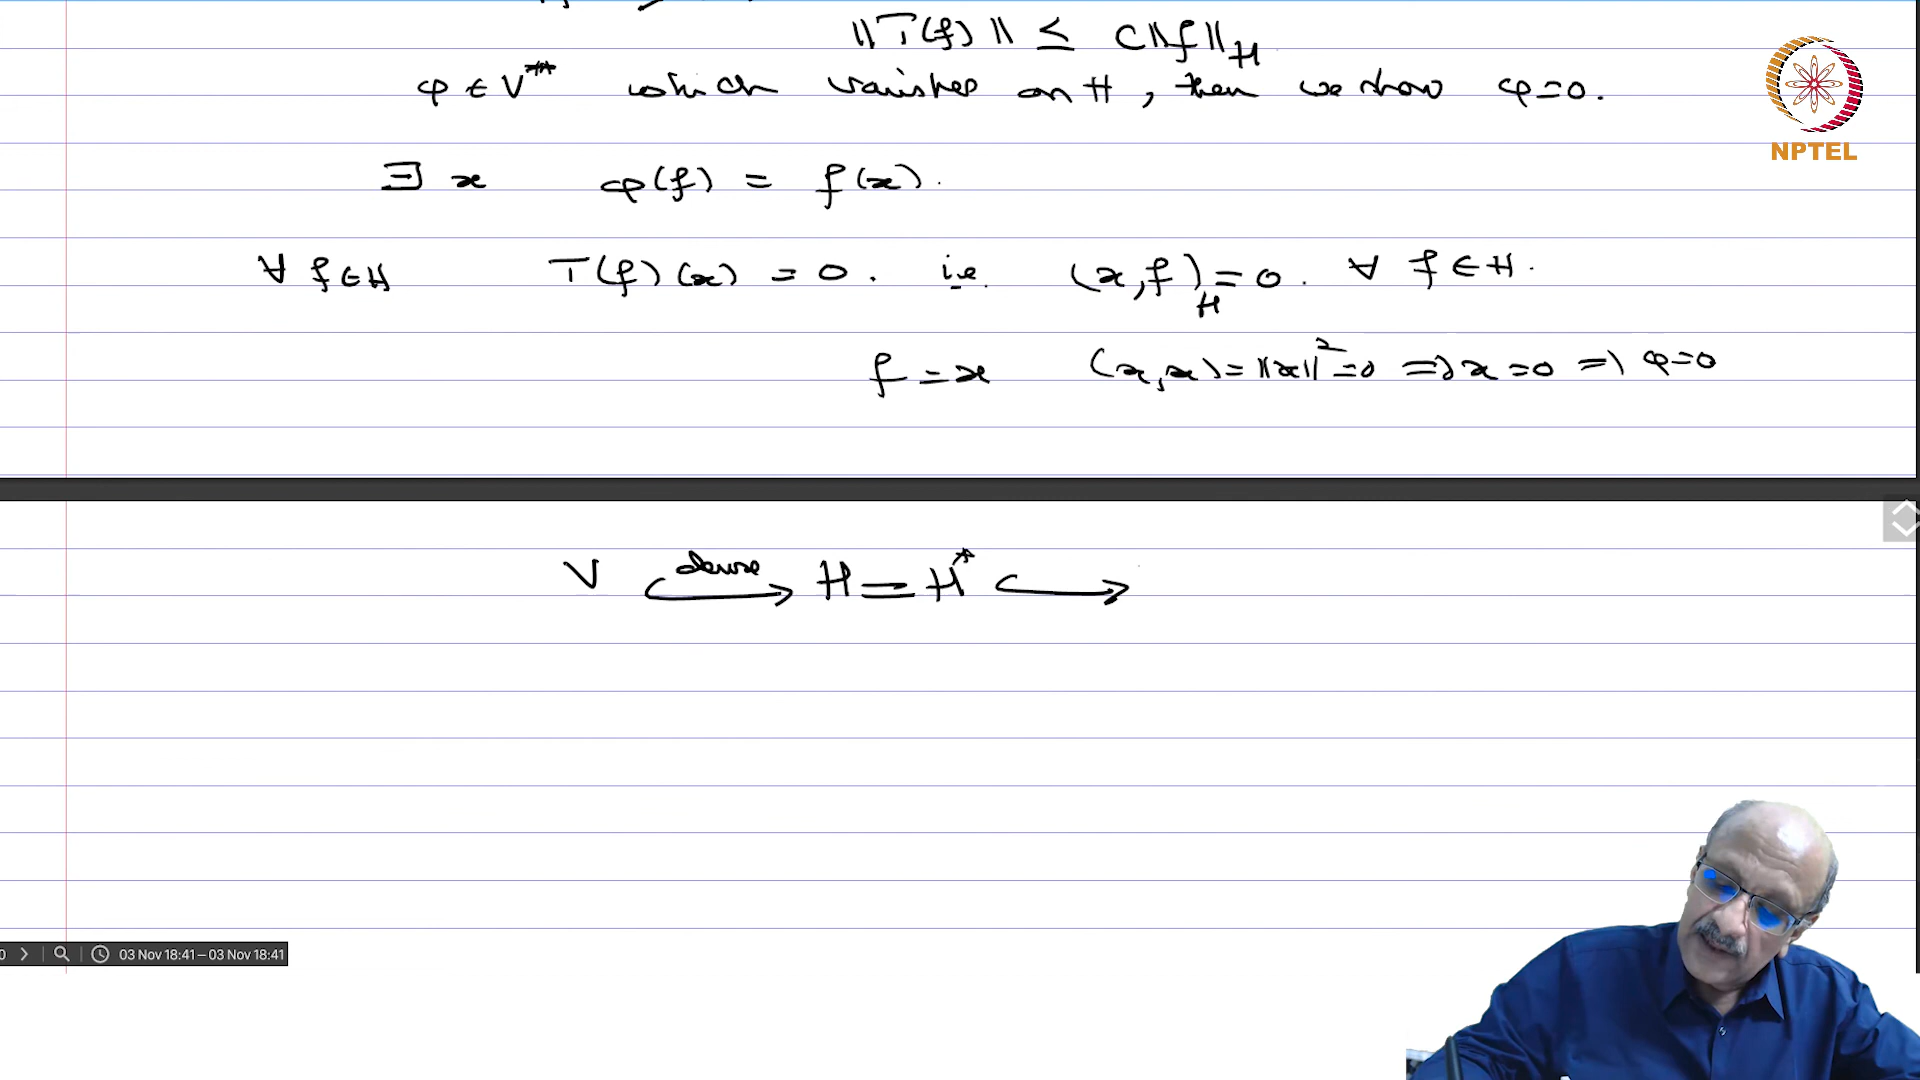 ‖T(f)‖ ≤ C‖f‖_H
φ ∈ V** which vanishes on H, then we show φ=0.
NPTEL
∃ x φ(f) = f(x).
∀ f∈H T(f)(x) = 0. i.e. (x,f)_H = 0. ∀ f∈H.
f = x (x,x) = ‖x‖² = 0 ⇒ x = 0 ⇒ φ=0
V ↪ dense H = H* ↪
03 Nov 18:41 – 03 Nov 18:41